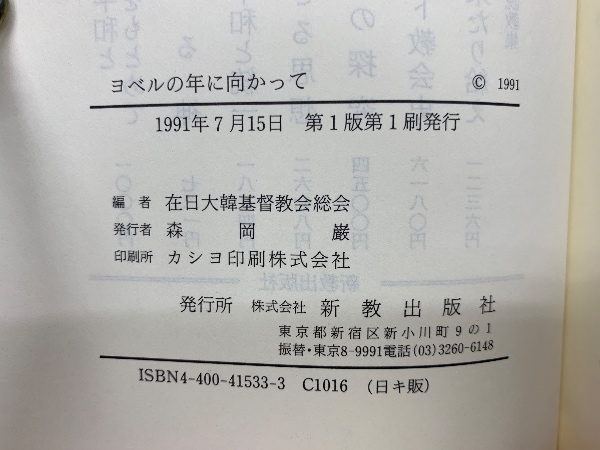 ヨベルの年に向かって © 1991
1991年7月15日 第1版第1刷発行
編者 在日大韓基督教会総会
発行者 森岡巌
印刷所 カシヨ印刷株式会社
発行所 株式会社 新教出版社
東京都新宿区新小川町9の1
振替・東京8-9991電話(03)3260-6148
ISBN4-400-41533-3 C1016 (日キ販)